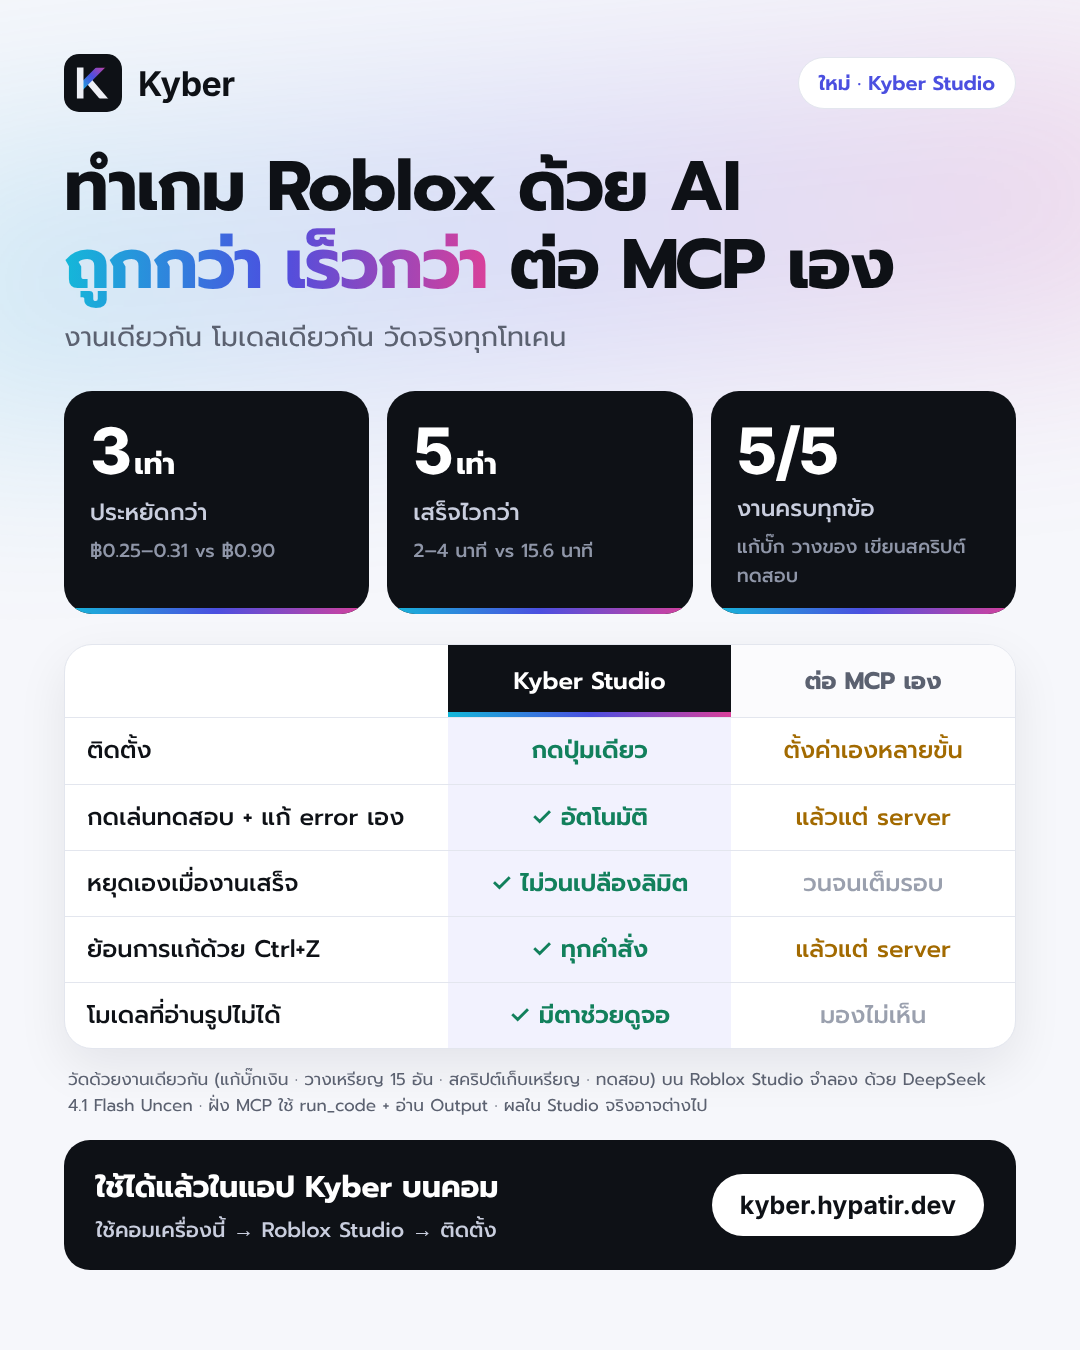 Kyber
ใหม่ · Kyber Studio
ทำเกม Roblox ด้วย AI
ถูกกว่า เร็วกว่า ต่อ MCP เอง
งานเดียวกัน โมเดลเดียวกัน วัดจริงทุกโทเคน
3เท่า
ประหยัดกว่า
฿0.25–0.31 vs ฿0.90
5เท่า
เสร็จไวกว่า
2–4 นาที vs 15.6 นาที
5/5
งานครบทุกข้อ
แก้บั๊ก วางของ เขียนสคริปต์
ทดสอบ
Kyber Studio
ต่อ MCP เอง
ติดตั้ง
กดปุ่มเดียว
ตั้งค่าเองหลายขั้น
กดเล่นทดสอบ + แก้ error เอง
✓ อัตโนมัติ
แล้วแต่ server
หยุดเองเมื่องานเสร็จ
✓ ไม่วนเปลืองลิมิต
วนจนเต็มรอบ
ย้อนการแก้ด้วย Ctrl+Z
✓ ทุกคำสั่ง
แล้วแต่ server
โมเดลที่อ่านรูปไม่ได้
✓ มีตาช่วยดูจอ
มองไม่เห็น
วัดด้วยงานเดียวกัน (แก้บั๊กเงิน · วางเหรียญ 15 อัน · สคริปต์เก็บเหรียญ · ทดสอบ) บน Roblox Studio จำลอง ด้วย DeepSeek
4.1 Flash Uncen · ฝั่ง MCP ใช้ run_code + อ่าน Output · ผลใน Studio จริงอาจต่างไป
ใช้ได้แล้วในแอป Kyber บนคอม
ใช้คอมเครื่องนี้ → Roblox Studio → ติดตั้ง
kyber.hypatir.dev